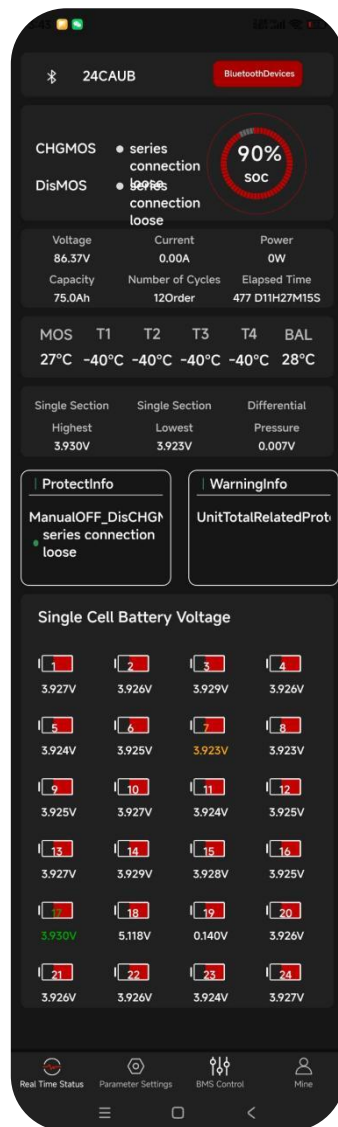 24CAUB
BluetoothDevices
CHGMOS
series
connection
loose
DisMOS
series
connection
loose
90%
SOC
Voltage Current Power
86.37V 0.00A 0W
Capacity Number of Cycles Elapsed Time
75.0Ah 12Order 477 D11H27M15S
MOS T1 T2 T3 T4 BAL
27°C -40°C -40°C -40°C -40°C 28°C
Single Section Single Section Differential
Highest Lowest Pressure
3.930V 3.923V 0.007V
ProtectInfo
ManualOFF_DisCHGM
series connection
loose
WarningInfo
UnitTotalRelatedProt
Single Cell Battery Voltage
1 2 3 4
3.927V 3.926V 3.929V 3.926V
5 6 7 8
3.924V 3.925V 3.923V 3.923V
9 10 11 12
3.925V 3.927V 3.924V 3.925V
13 14 15 16
3.927V 3.929V 3.928V 3.925V
17 18 19 20
3.930V 5.118V 0.140V 3.926V
21 22 23 24
3.926V 3.926V 3.924V 3.927V
Real Time Status Parameter Settings BMS Control Mine